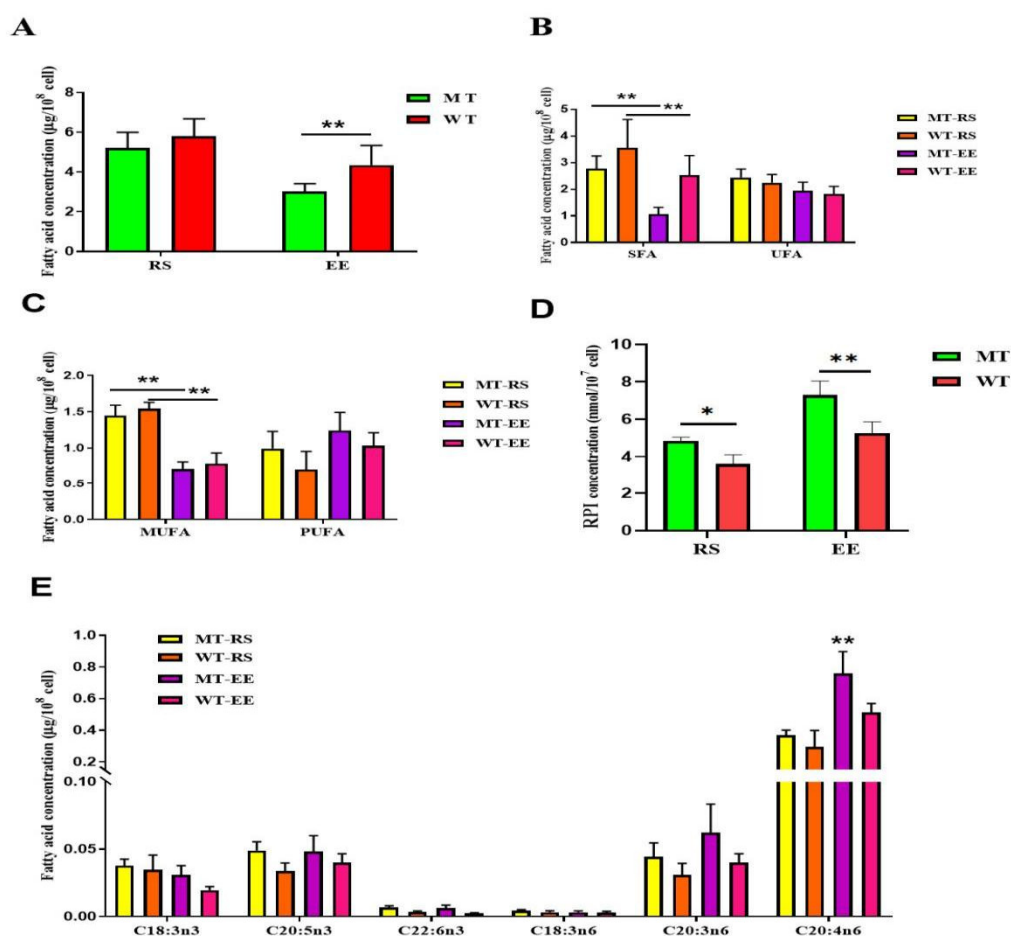 A
Fatty acid concentration (μg/10⁸ cell)
8
6
4
2
0
RS
EE
**
M T
W T
B
Fatty acid concentration (μg/10⁸ cell)
5
4
3
2
1
0
SFA
UFA
**
**
MT-RS
WT-RS
MT-EE
WT-EE
C
Fatty acid concentration (μg/10⁸ cell)
2.0
1.5
1.0
0.5
0.0
MUFA
PUFA
**
**
MT-RS
WT-RS
MT-EE
WT-EE
D
RPI concentration (nmol/10⁷ cell)
10
8
6
4
2
0
RS
EE
*
**
MT
WT
E
Fatty acid concentration (μg/10⁸ cell)
1.0
0.8
0.6
0.4
0.2
0.10
0.05
0.00
MT-RS
WT-RS
MT-EE
WT-EE
**
C18:3n3
C20:5n3
C22:6n3
C18:3n6
C20:3n6
C20:4n6